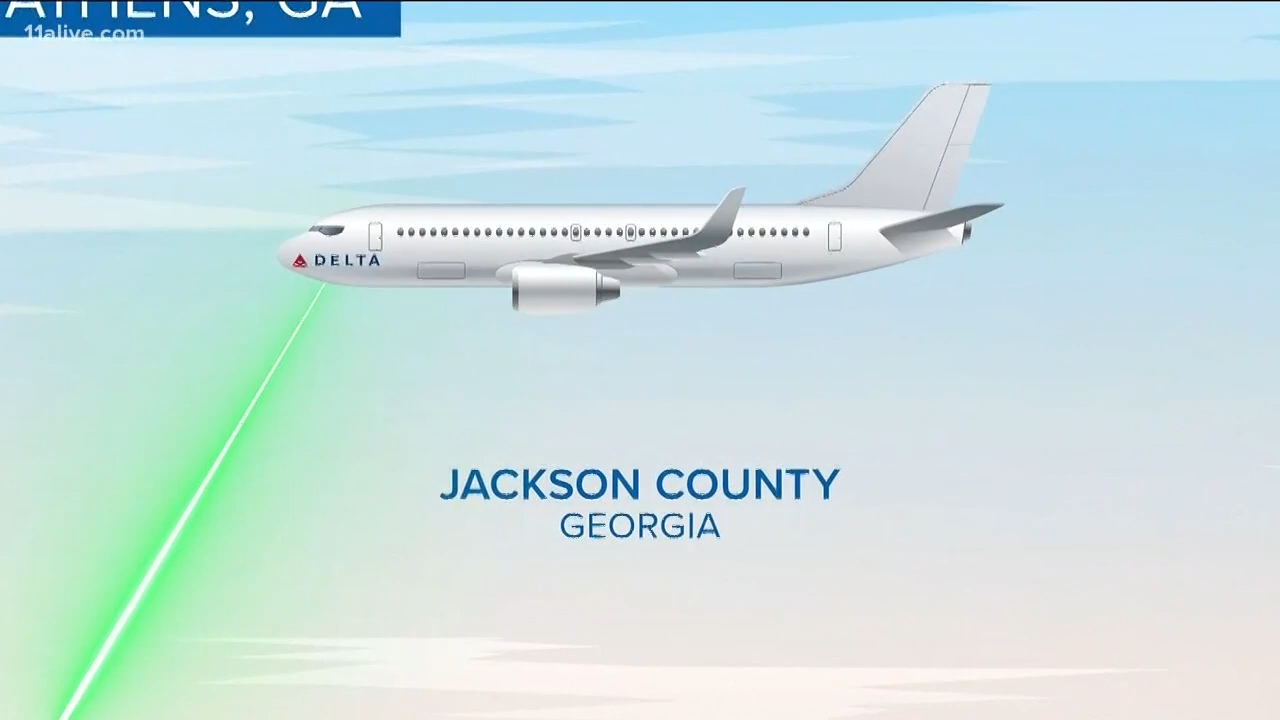 ATHENS, GA
11alive.com
DELTA
JACKSON COUNTY
GEORGIA